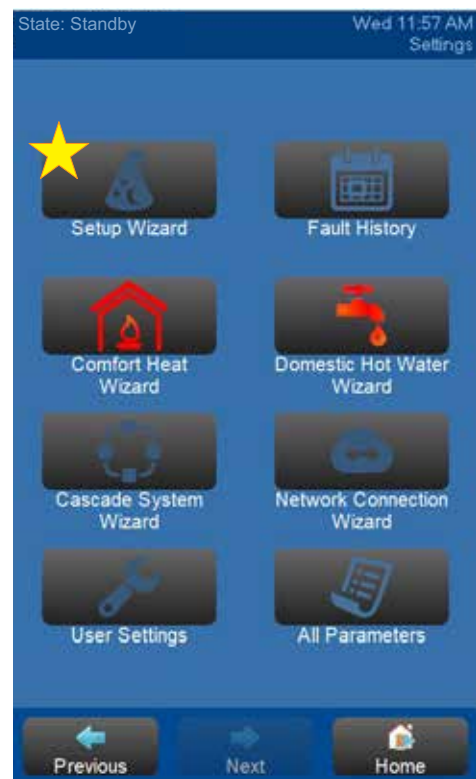 State: Standby
Wed 11:57 AM
Settings
Setup Wizard
Fault History
Comfort Heat
Wizard
Domestic Hot Water
Wizard
Cascade System
Wizard
Network Connection
Wizard
User Settings
All Parameters
Previous
Next
Home